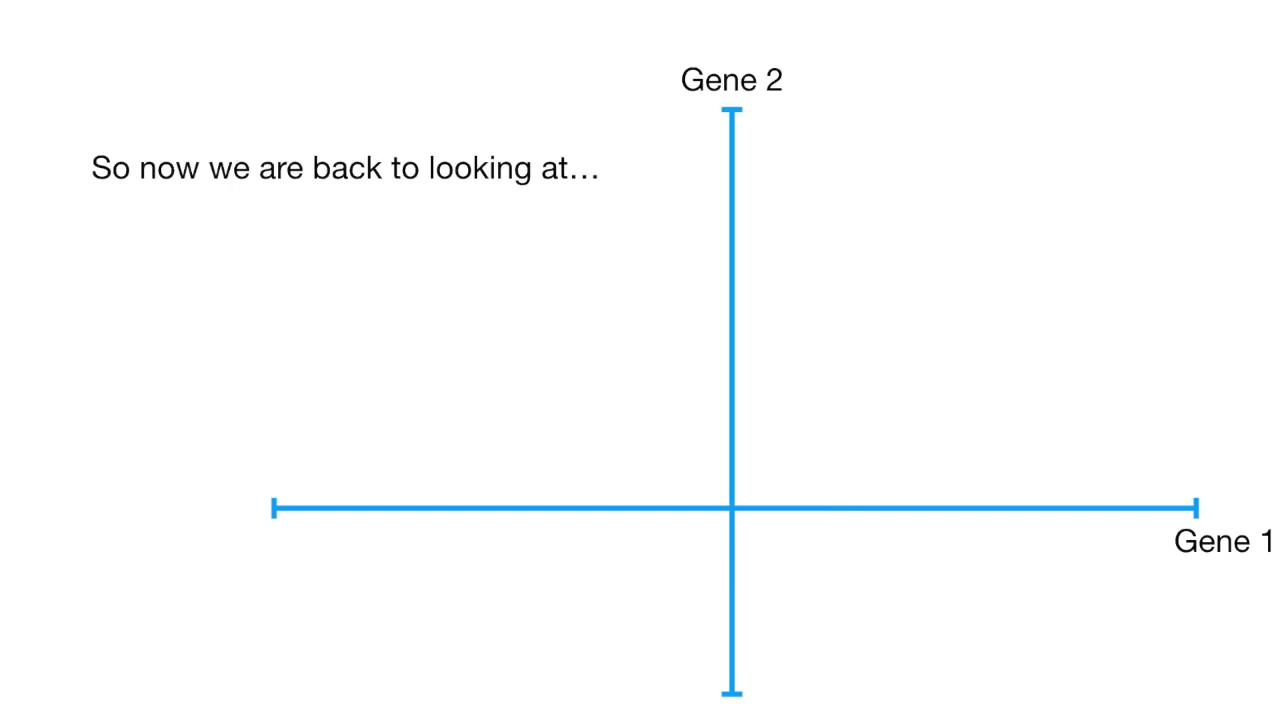 Gene 2
So now we are back to looking at…
Gene 1